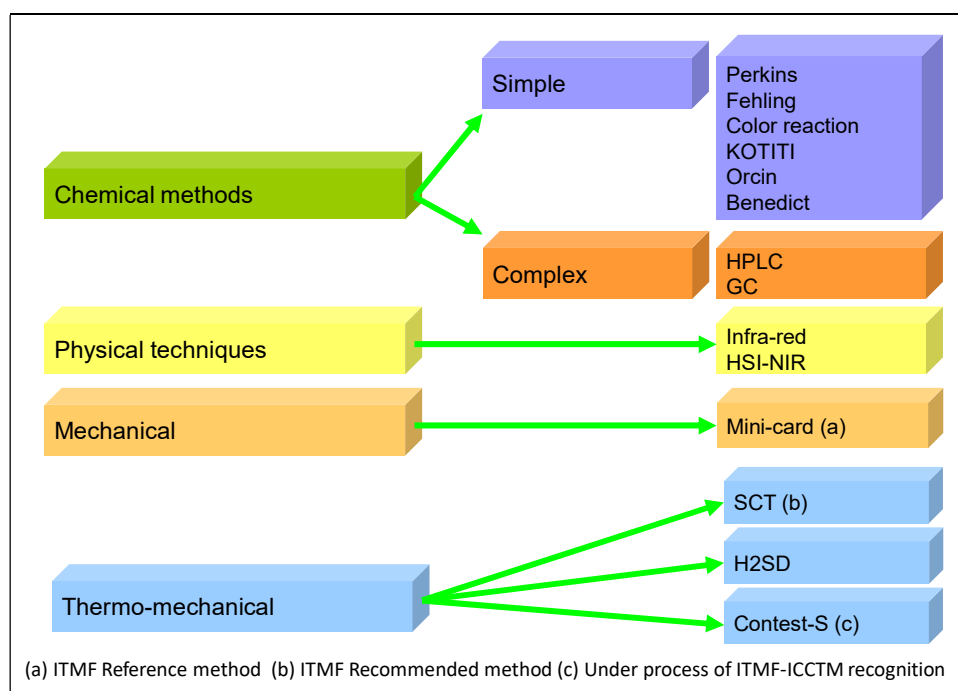 Simple
Perkins
Fehling
Color reaction
KOTITI
Orcin
Benedict
Chemical methods
Complex
HPLC
GC
Physical techniques
Infra-red
HSI-NIR
Mechanical
Mini-card (a)
SCT (b)
H2SD
Thermo-mechanical
Contest-S (c)
(a) ITMF Reference method (b) ITMF Recommended method (c) Under process of ITMF-ICCTM recognition